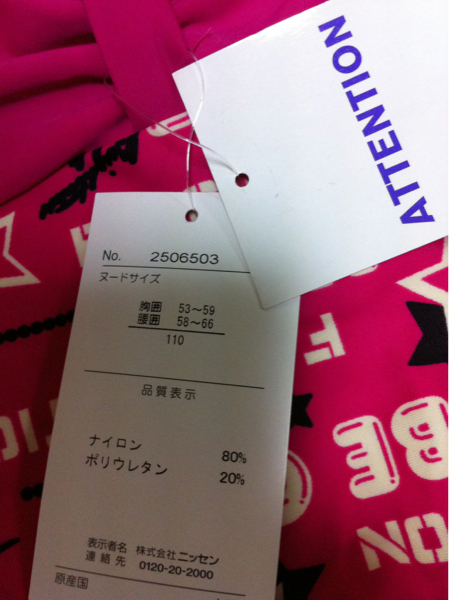 ATTENTION
No. 2506503
ヌードサイズ
胸囲 53～59
腰囲 58～66
110
品質表示
ナイロン 80%
ポリウレタン 20%
表示者名 株式会社ニッセン
連絡先 0120-20-2000
原産国
BE
ON